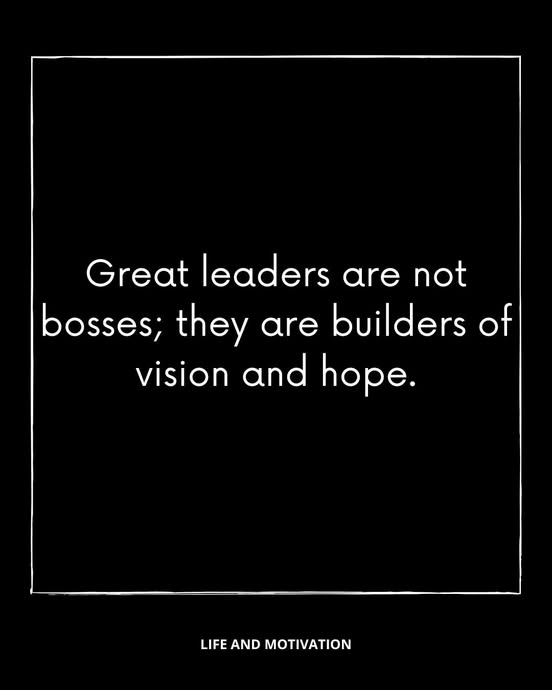 Great leaders are not
bosses; they are builders of
vision and hope.
LIFE AND MOTIVATION